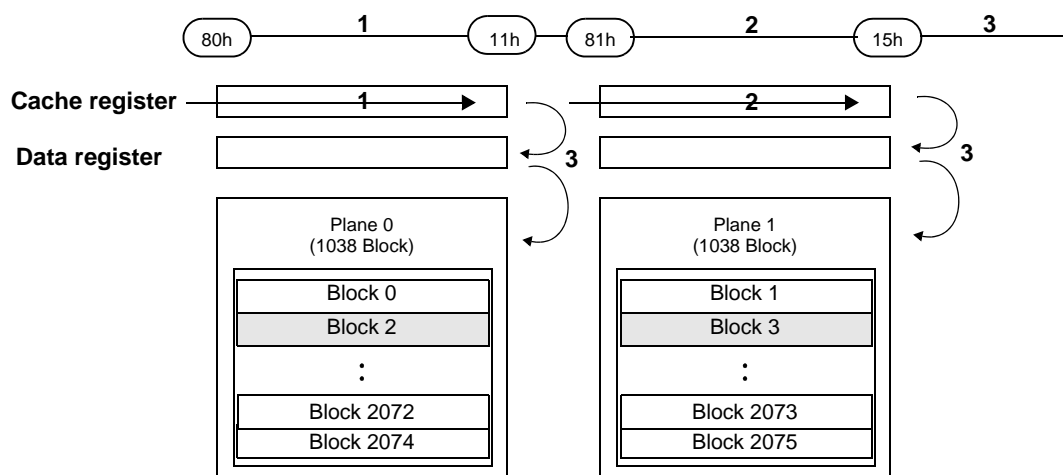 1 2 3
80h 11h 81h 15h
Cache register 1 2
Data register 3 3
Plane 0
(1038 Block)
Plane 1
(1038 Block)
Block 0
Block 2
:
Block 2072
Block 2074
Block 1
Block 3
:
Block 2073
Block 2075